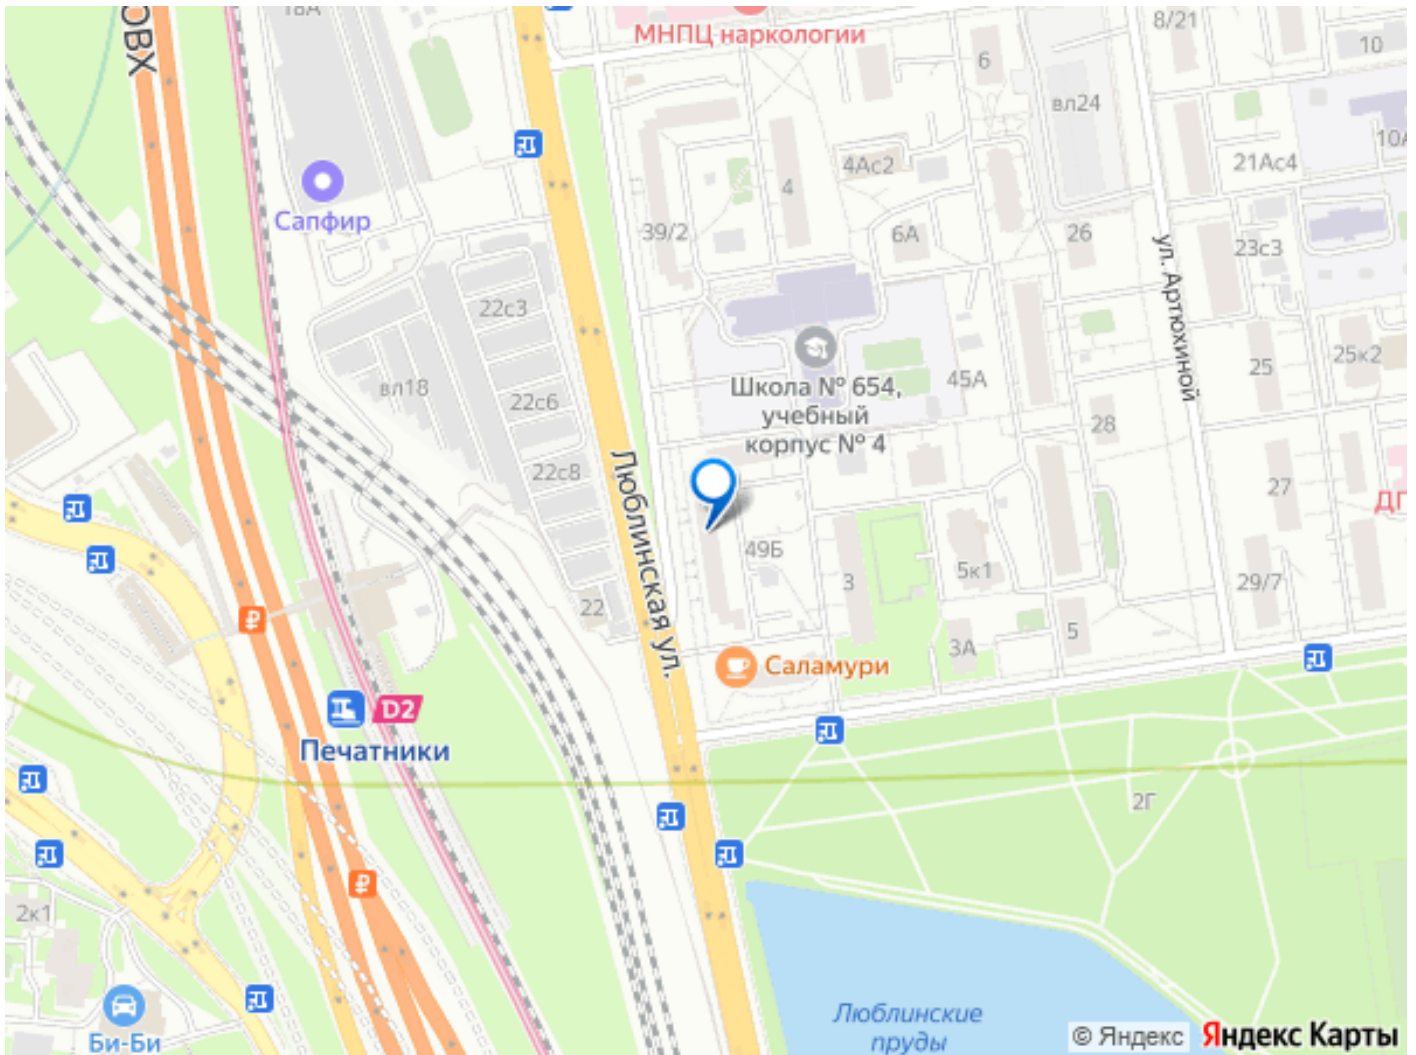 18А
ОВХ
МНПЦ наркологии
8/21
10
6
вл24
10А
4Ас2
21Ас4
4
Сапфир
39/2
6А
26
23с3
ул. Артюхиной
22с3
вл18
22с6
45А
25
25к2
Школа № 654,
учебный
корпус № 4
28
22с8
Люблинская ул.
27
ДГ
49Б
3
5к1
29/7
22
5
3А
Саламури
D2
Печатники
2Г
2к1
Би-Би
Люблинские
пруды
© Яндекс
Яндекс Карты